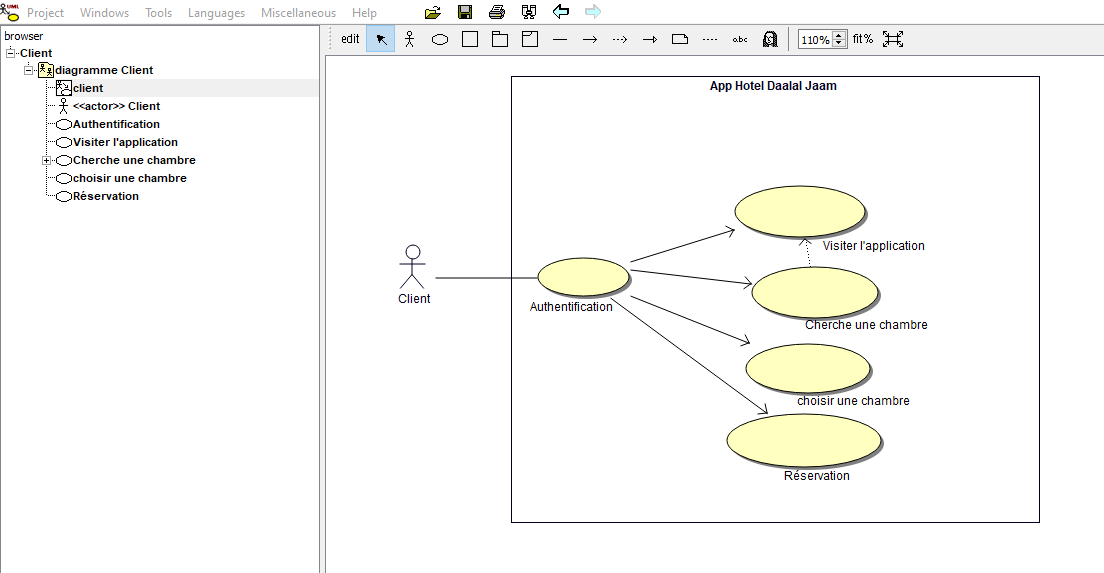 UML
Project Windows Tools Languages Miscellaneous Help
browser
edit
abc
110%
fit%
Client
diagramme Client
client
<<actor>> Client
Authentification
Visiter l'application
Cherche une chambre
choisir une chambre
Réservation
App Hotel Daalal Jaam
Visiter l'application
Client
Authentification
Cherche une chambre
choisir une chambre
Réservation